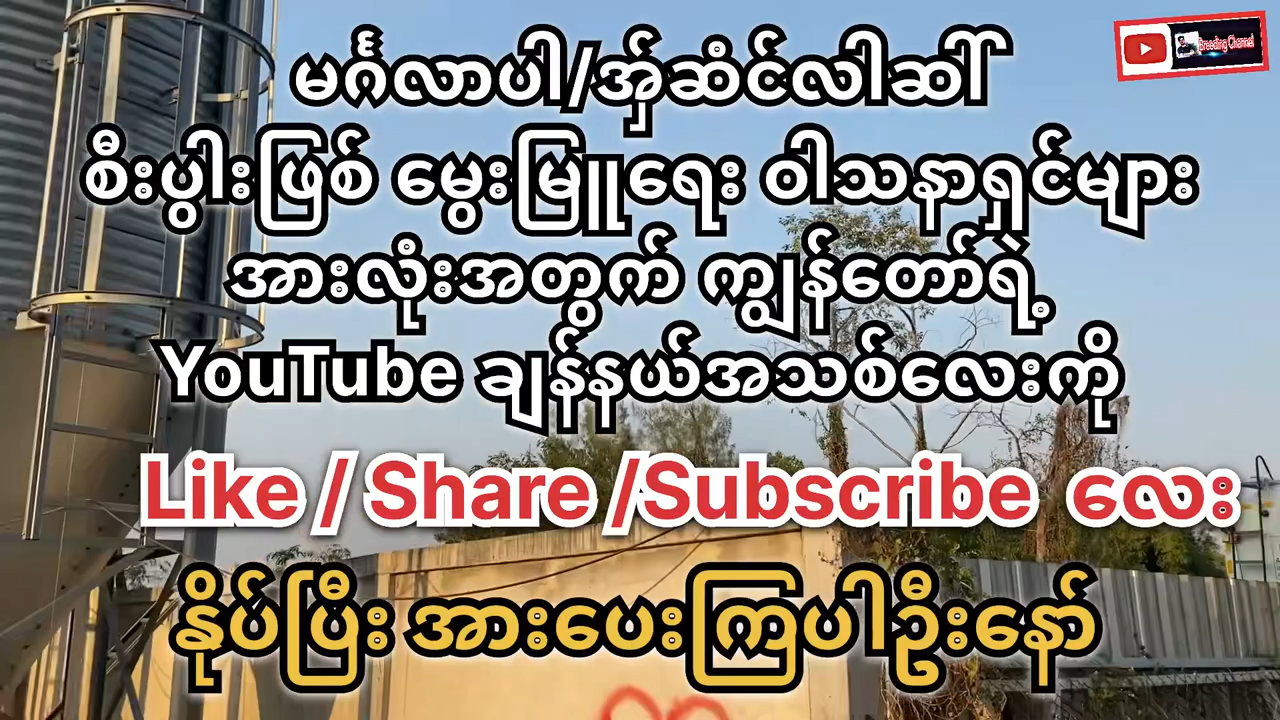 မင်္ဂလာပါ/အှ်ဆံင်လါဆါ်
စီးပွါးဖြစ် မွေးမြူရေး ဝါသနာရှင်များ
အားလုံးအတွက် ကျွန်တော်ရဲ့
YouTube ချန်နယ်အသစ်လေးကို
Like / Share /Subscribe လေး
နိုပ်ပြီး အားပေးကြပါဦးနော်
Breeding Channel